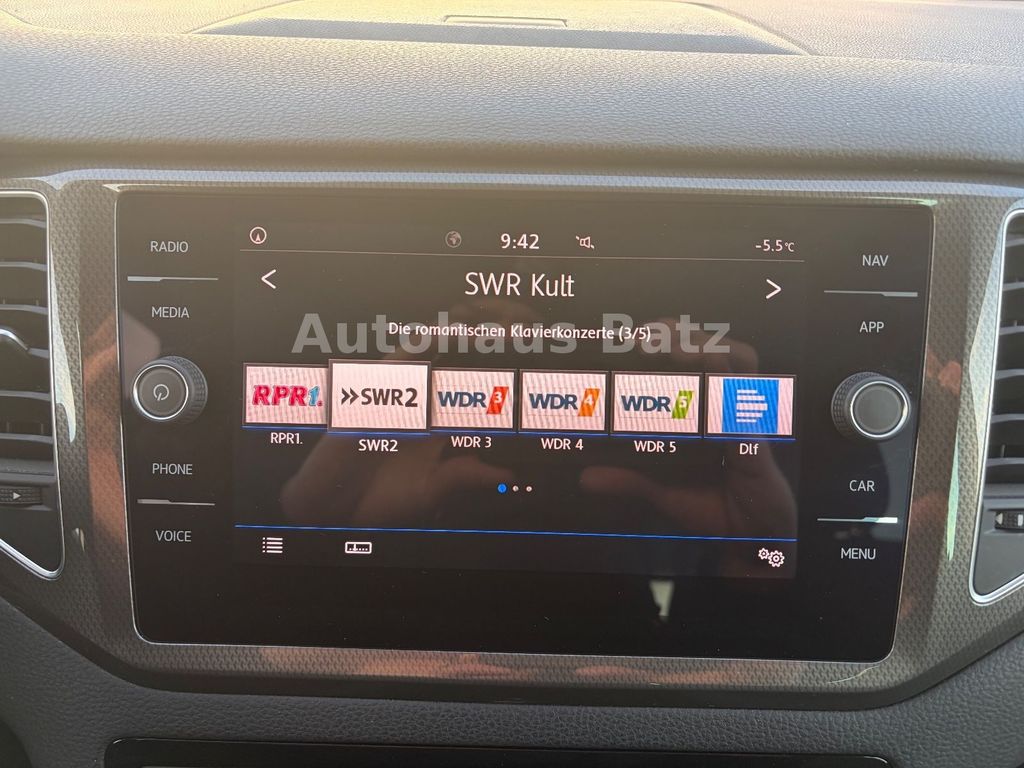 RADIO
MEDIA
PHONE
VOICE
9:42
-5.5°C
SWR Kult
Die romantischen Klavierkonzerte (3/5)
Autohaus Batz
RPR1.
SWR2
WDR 3
WDR 4
WDR 5
RPR1.
SWR2
WDR 3
WDR 4
WDR 5
Dlf
NAV
APP
CAR
MENU